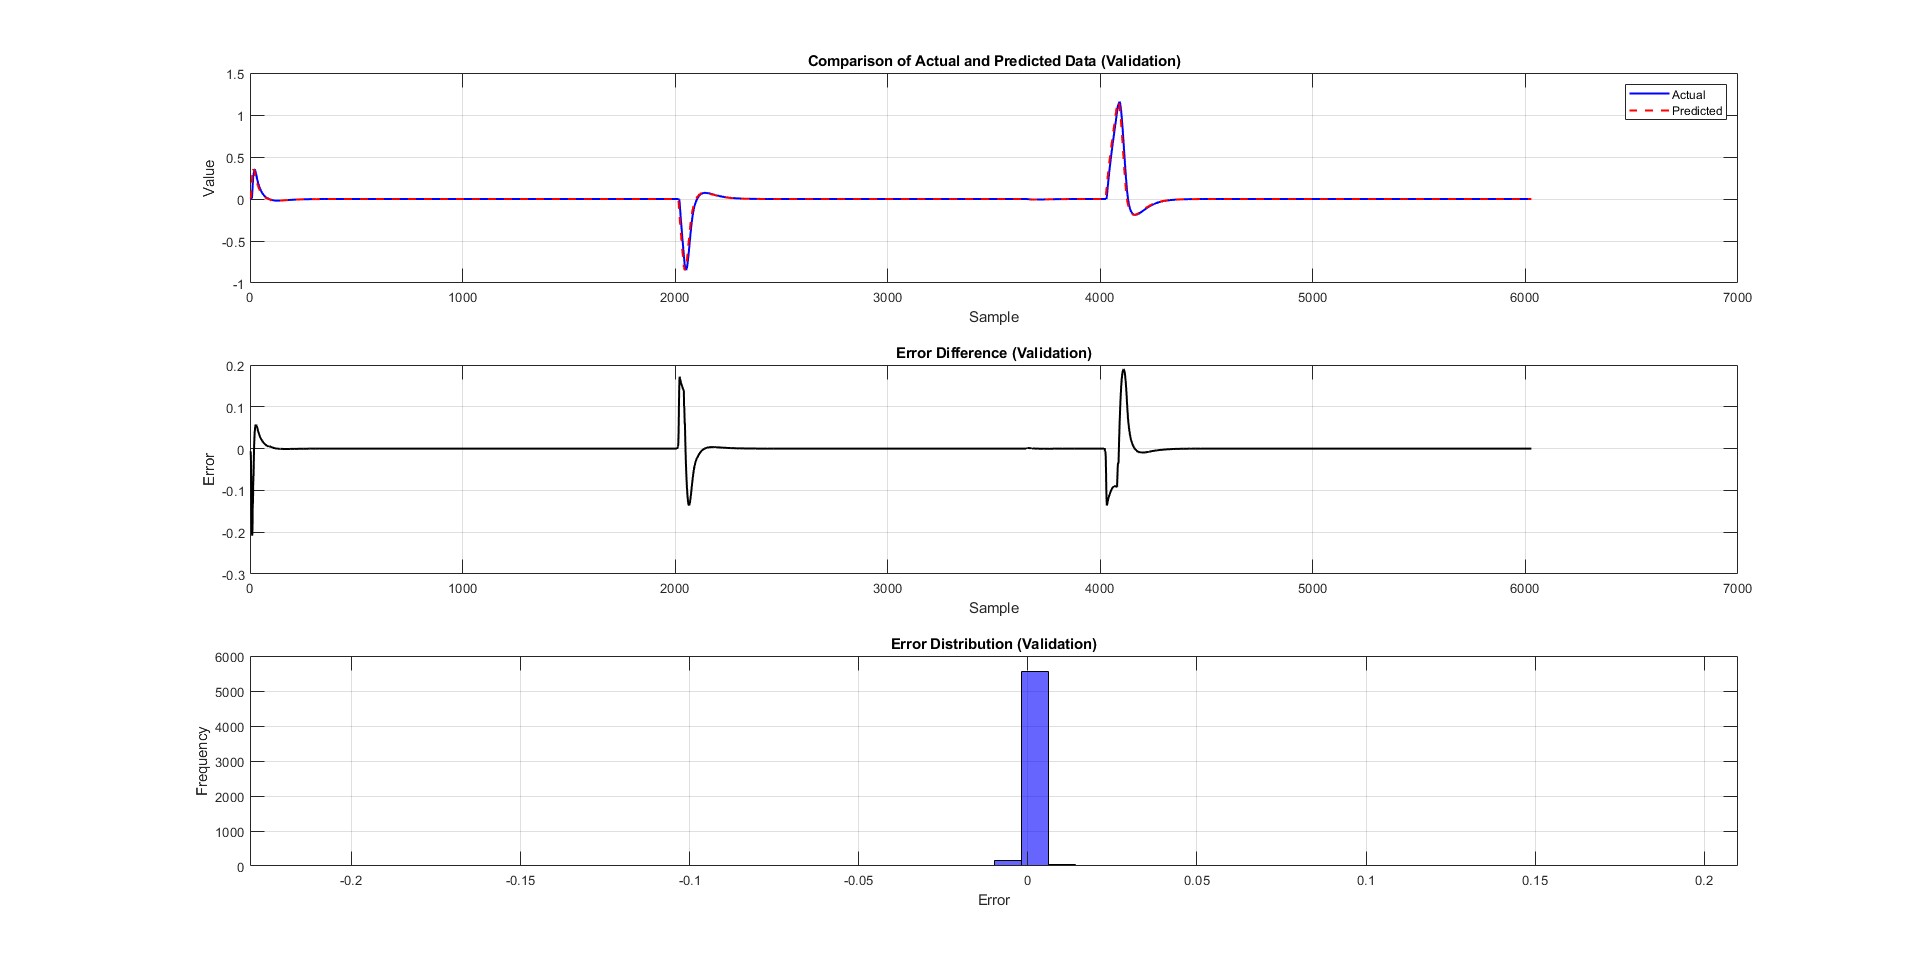 Comparison of Actual and Predicted Data (Validation)
1.5
1
0.5
0
-0.5
-1
Value
Actual
Predicted
0 1000 2000 3000 4000 5000 6000 7000
Sample
Error Difference (Validation)
0.2
0.1
0
-0.1
-0.2
-0.3
Error
0 1000 2000 3000 4000 5000 6000 7000
Sample
Error Distribution (Validation)
6000
5000
4000
3000
2000
1000
0
Frequency
-0.2 -0.15 -0.1 -0.05 0 0.05 0.1 0.15 0.2
Error